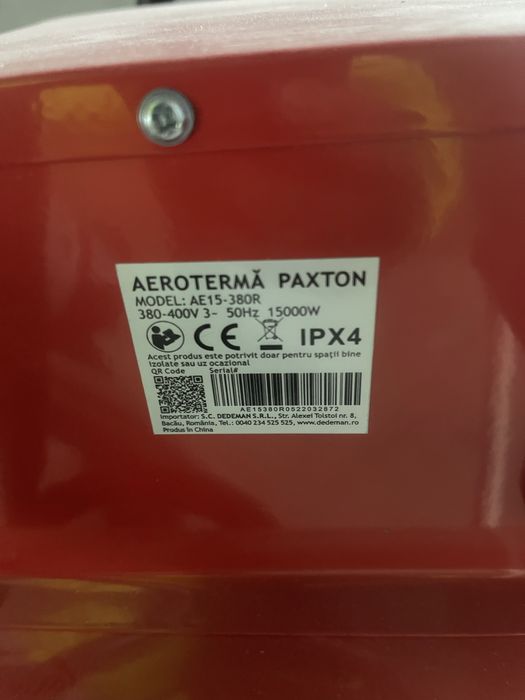 AEROTERMĂ PAXTON
MODEL: AE15-380R
380-400V 3~ 50Hz 15000W
CE IPX4
Acest produs este potrivit doar pentru spații bine
izolate sau uz ocazional
QR Code Serial#
AE15380R0522032872
Importator: S.C. DEDEMAN S.R.L., Str. Alexei Tolstoi nr. 8,
Bacău, România, Tel.: 0040 234 525 525, www.dedeman.ro
Produs în China